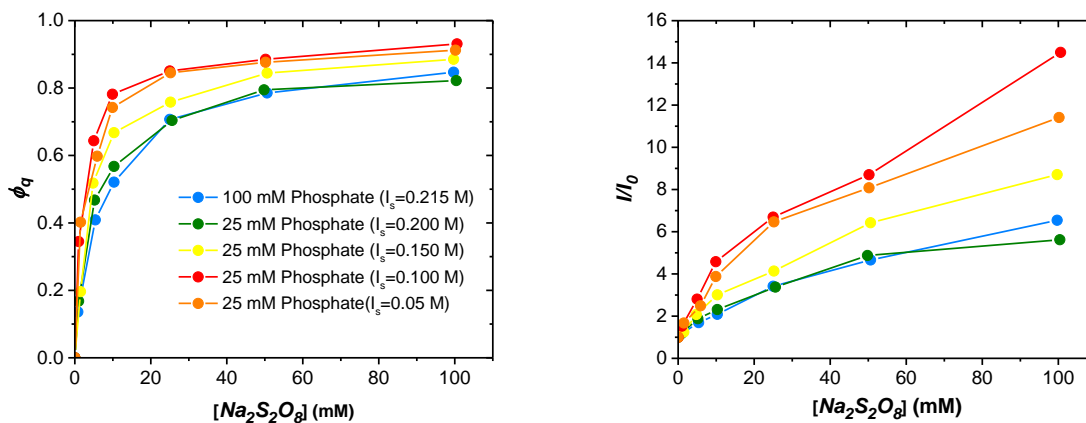 1.0
0.8
0.6
0.4
0.2
0.0
ϕq
0 20 40 60 80 100
[Na2S2O8] (mM)
100 mM Phosphate (Is=0.215 M)
25 mM Phosphate (Is=0.200 M)
25 mM Phosphate (Is=0.150 M)
25 mM Phosphate (Is=0.100 M)
25 mM Phosphate(Is=0.05 M)
16
14
12
10
8
6
4
2
0
I/I0
0 20 40 60 80 100
[Na2S2O8] (mM)